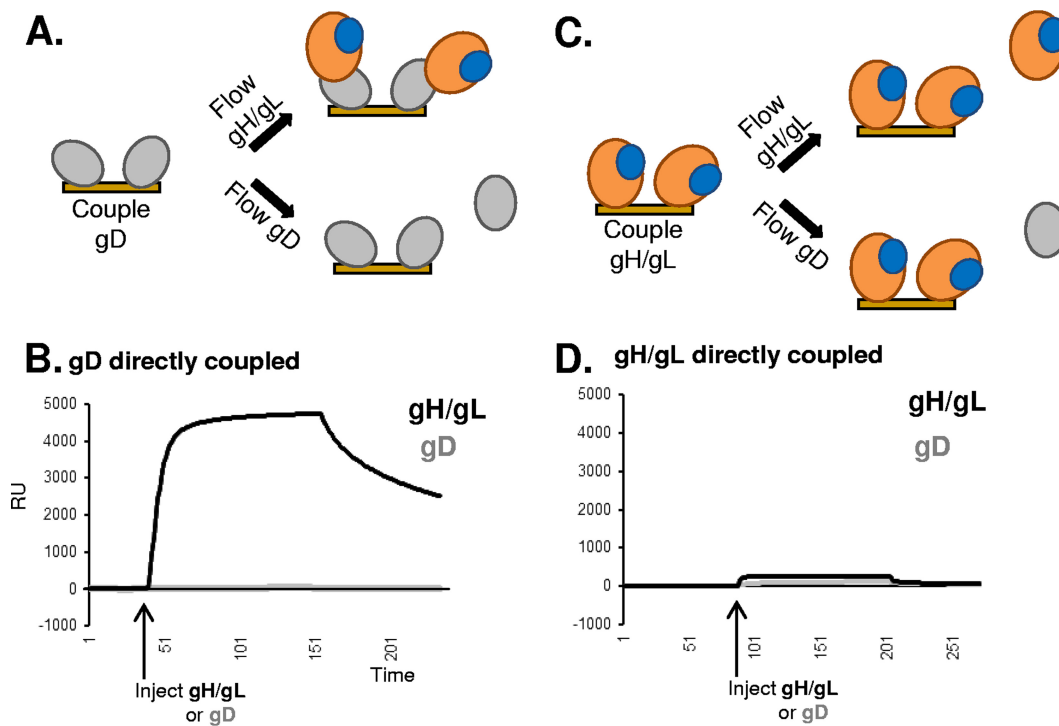 A.
Flow
gH/gL
Flow gD
Couple
gD
C.
Flow
gH/gL
Flow gD
Couple
gH/gL
B. gD directly coupled
gH/gL
gD
RU
5000
4000
3000
2000
1000
0
-1000
1
51
101
151
201
Time
Inject gH/gL
or gD
D. gH/gL directly coupled
gH/gL
gD
5000
4000
3000
2000
1000
0
-1000
1
51
101
151
201
251
Inject gH/gL
or gD